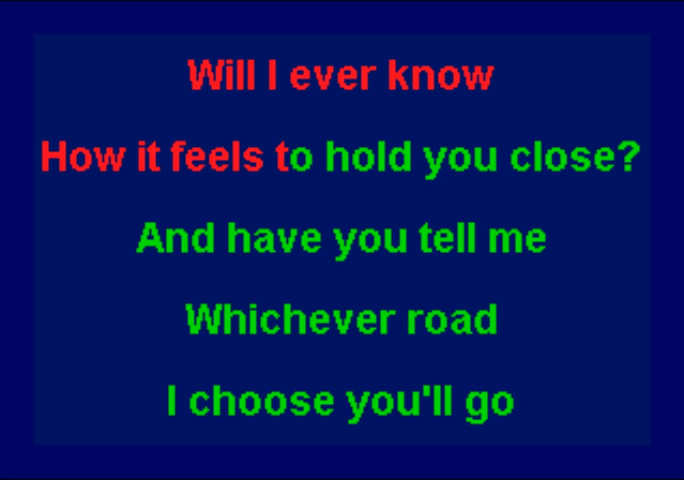 Will I ever know
How it feels to hold you close?
And have you tell me
Whichever road
I choose you'll go